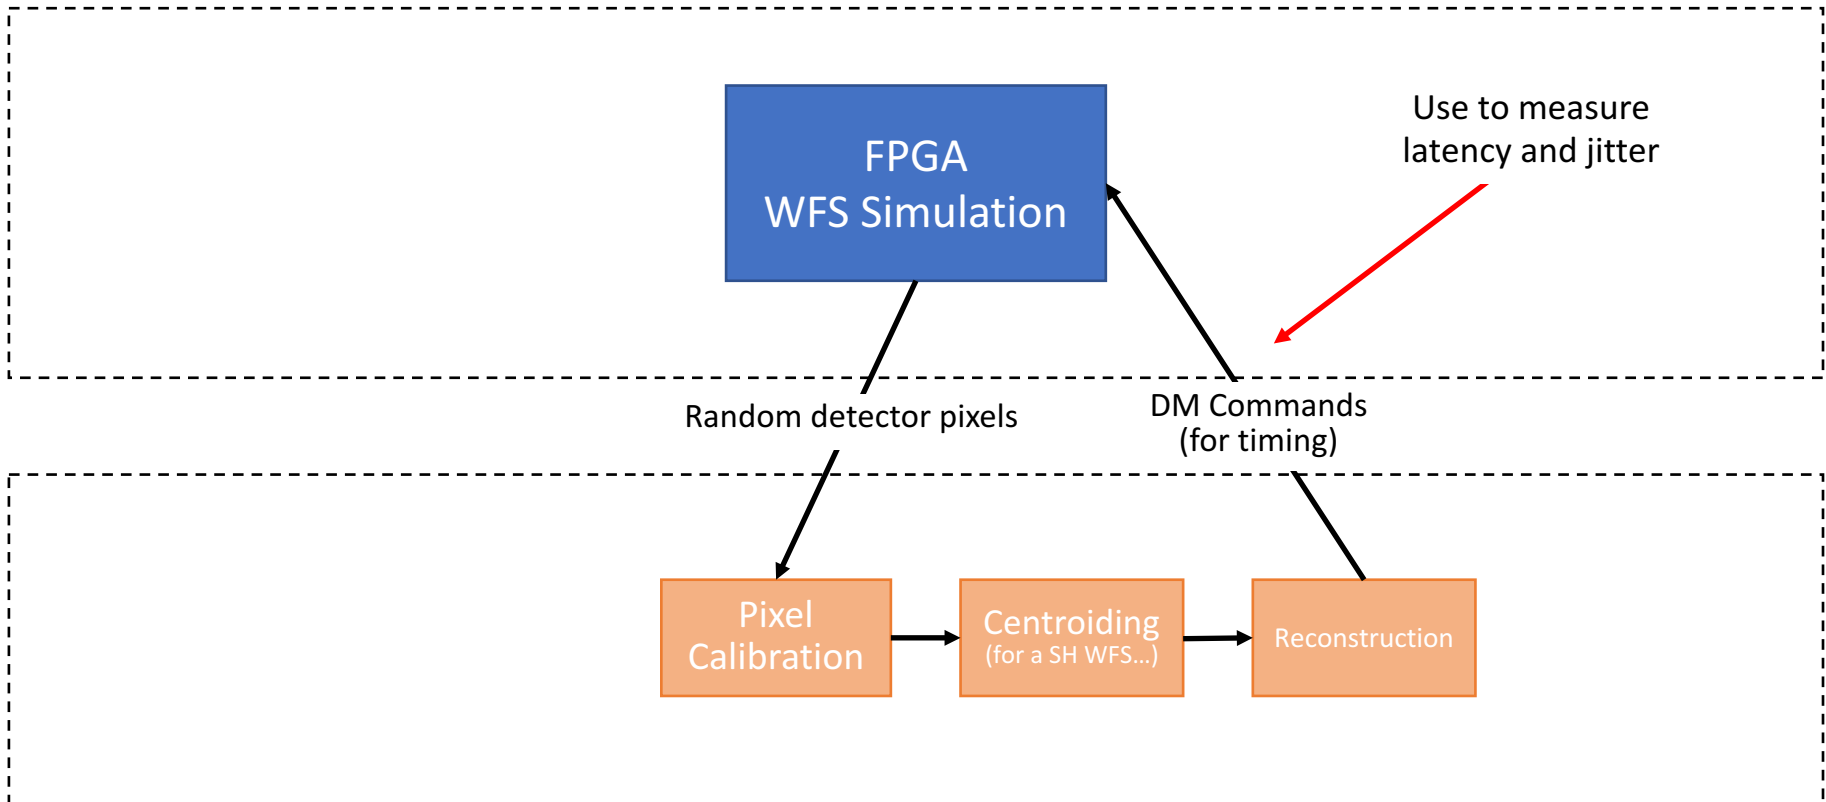 FPGA
WFS Simulation
Use to measure
latency and jitter
Random detector pixels
DM Commands
(for timing)
Pixel
Calibration
Centroiding
(for a SH WFS...)
Reconstruction